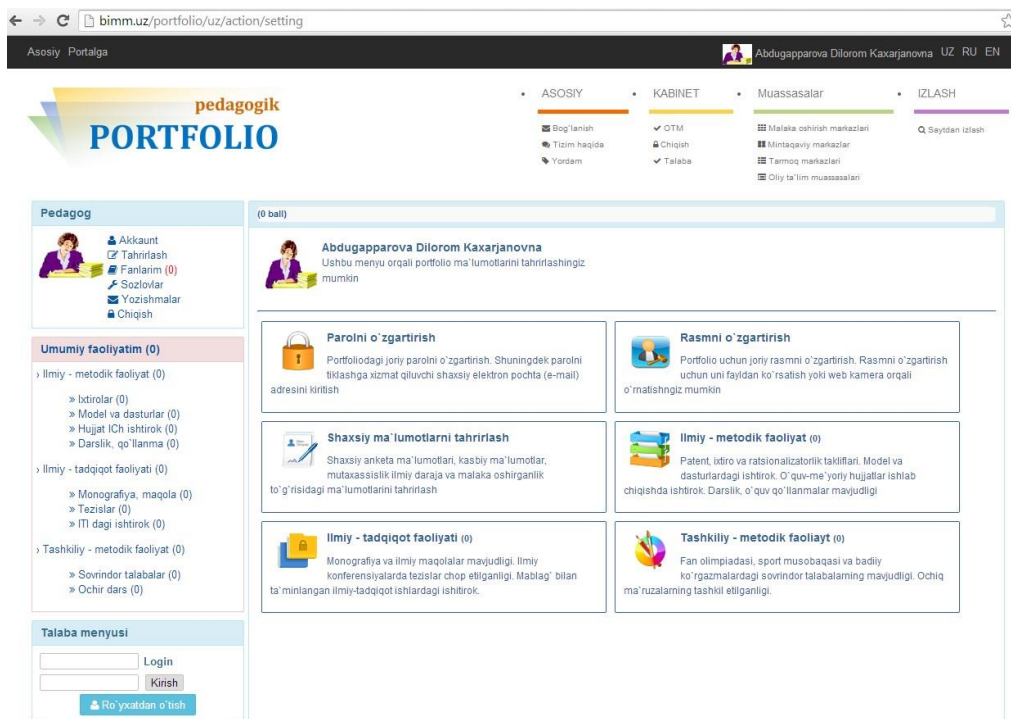 bimm.uz/portfolio/uz/action/setting
Asosiy Portalga
Abdugapparova Dilorom Kaxarjanovna UZ RU EN
pedagogik
PORTFOLIO
• ASOSIY
Bog'lanish
Tizim haqida
Yordam
• KABINET
OTM
Chiqish
Talaba
• Muassasalar
Malaka oshirish markazlari
Mintaqaviy markazlar
Tarmoq markazlari
Oliy ta'lim muassasalari
• IZLASH
Saytdan izlash
Pedagog
Akkaunt
Tahrirlash
Fanlarim (0)
Sozlovlar
Yozishmalar
Chiqish
Umumiy faoliyatim (0)
› Ilmiy - metodik faoliyat (0)
» Ixtirolar (0)
» Model va dasturlar (0)
» Hujjat ICh ishtirok (0)
» Darslik, qo`llanma (0)
› Ilmiy - tadqiqot faoliyati (0)
» Monografiya, maqola (0)
» Tezislar (0)
» ITI dagi ishtirok (0)
› Tashkiliy - metodik faoliyat (0)
» Sovrindor talabalar (0)
» Ochir dars (0)
Talaba menyusi
Login
Kirish
Ro`yxatdan o`tish
(0 ball)
Abdugapparova Dilorom Kaxarjanovna
Ushbu menyu orqali portfolio ma`lumotlarini tahrirlashingiz
mumkin
Parolni o`zgartirish
Portfoliodagi joriy parolni o`zgartirish. Shuningdek parolni
tiklashga xizmat qiluvchi shaxsiy elektron pochta (e-mail)
adresini kiritish
Rasmni o`zgartirish
Portfolio uchun joriy rasmni o`zgartirish. Rasmni o`zgartirish
uchun uni fayldan ko`rsatish yoki web kamera orqali
o`rnatishngiz mumkin
Shaxsiy ma`lumotlarni tahrirlash
Shaxsiy anketa ma`lumotlari, kasbiy ma`lumotlar,
mutaxassislik ilmiy daraja va malaka oshirganlik
to`g`risidagi ma`lumotlarini tahrirlash
Ilmiy - metodik faoliyat (0)
Patent, ixtiro va ratsionalizatorlik takliflari. Model va
dasturlardagi ishtirok. O`quv-me`yoriy hujjatlar ishlab
chiqishda ishtirok. Darslik, o`quv qo`llanmalar mavjudligi
Ilmiy - tadqiqot faoliyati (0)
Monografiya va ilmiy maqolalar mavjudligi. Ilmiy
konferensiyalarda tezislar chop etilganligi. Mablag` bilan
ta`minlangan ilmiy-tadqiqot ishlardagi ishitirok.
Tashkiliy - metodik faoliayt (0)
Fan olimpiadasi, sport musobaqasi va badiiy
ko`rgazmalardagi sovrindor talabalarning mavjudligi. Ochiq
ma`ruzalarning tashkil etilganligi.